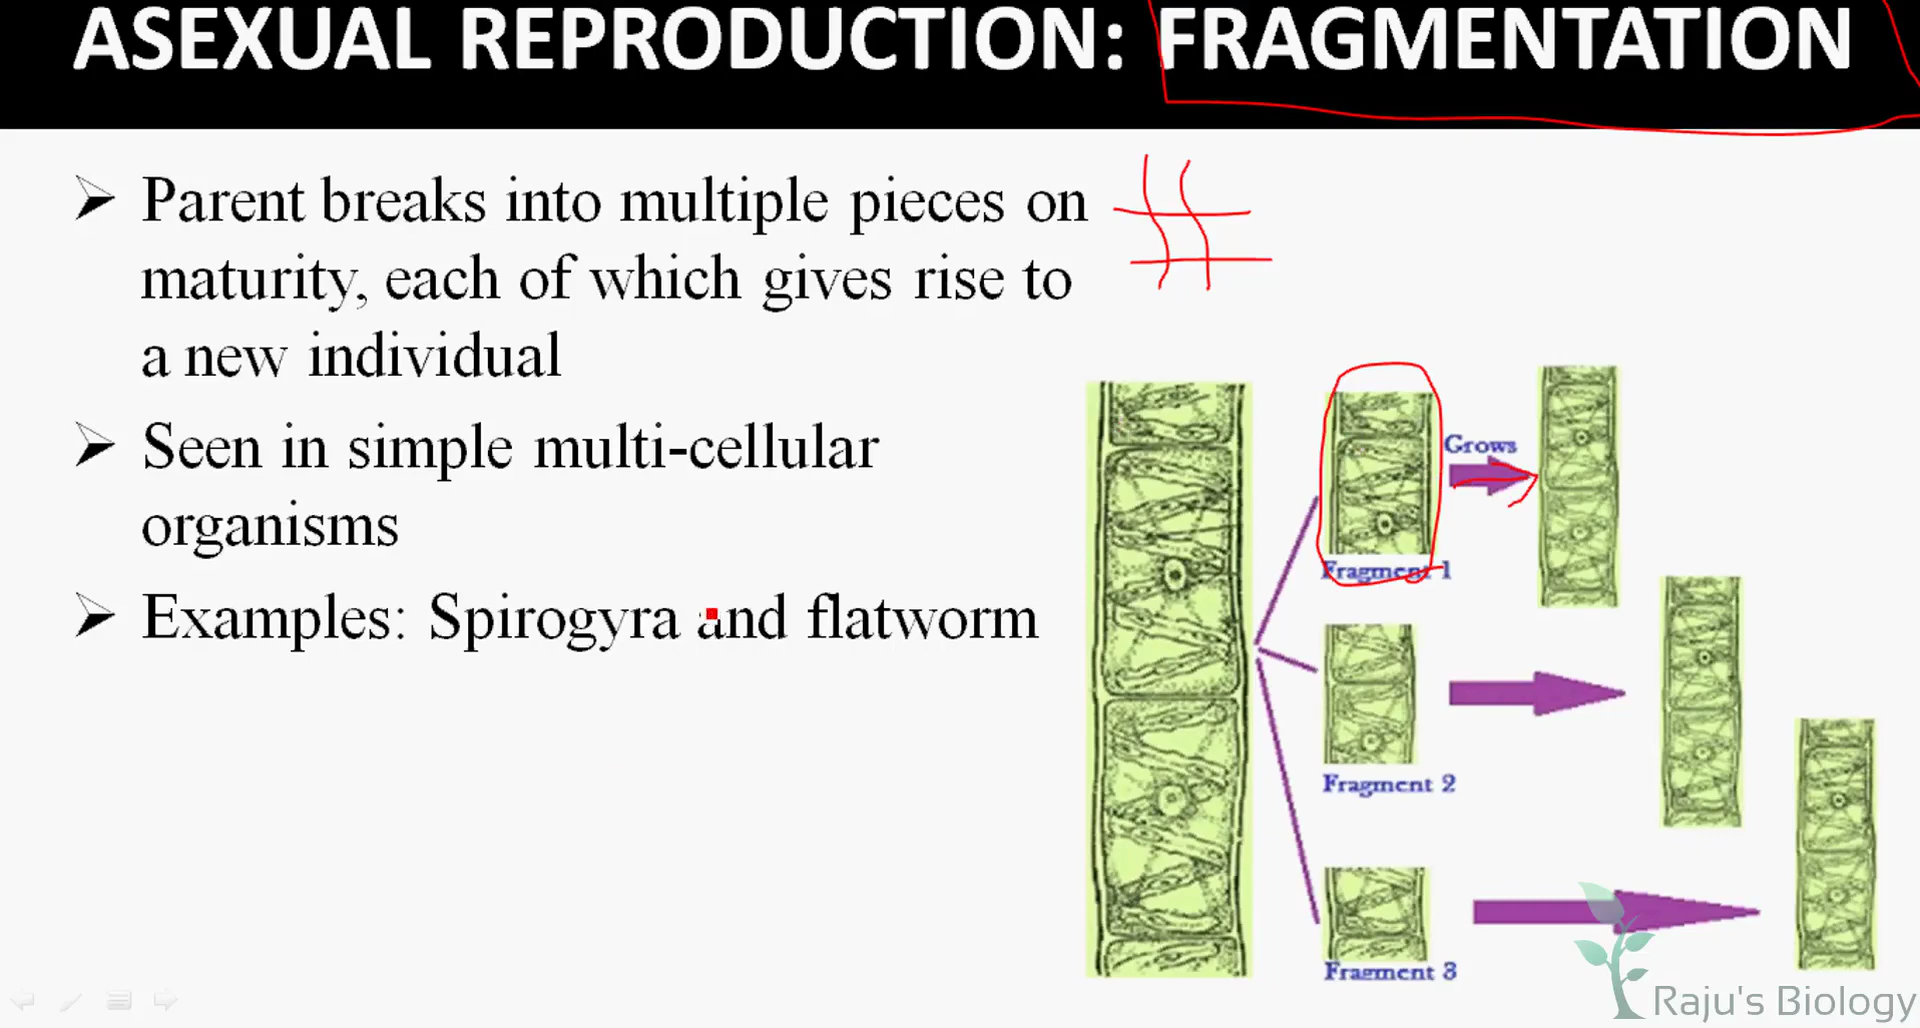 ASEXUAL REPRODUCTION: FRAGMENTATION
Parent breaks into multiple pieces on
maturity, each of which gives rise to
a new individual
Seen in simple multi-cellular
organisms
Examples: Spirogyra and flatworm
Grows
Fragment 1
Fragment 2
Fragment 3
Raju's Biology